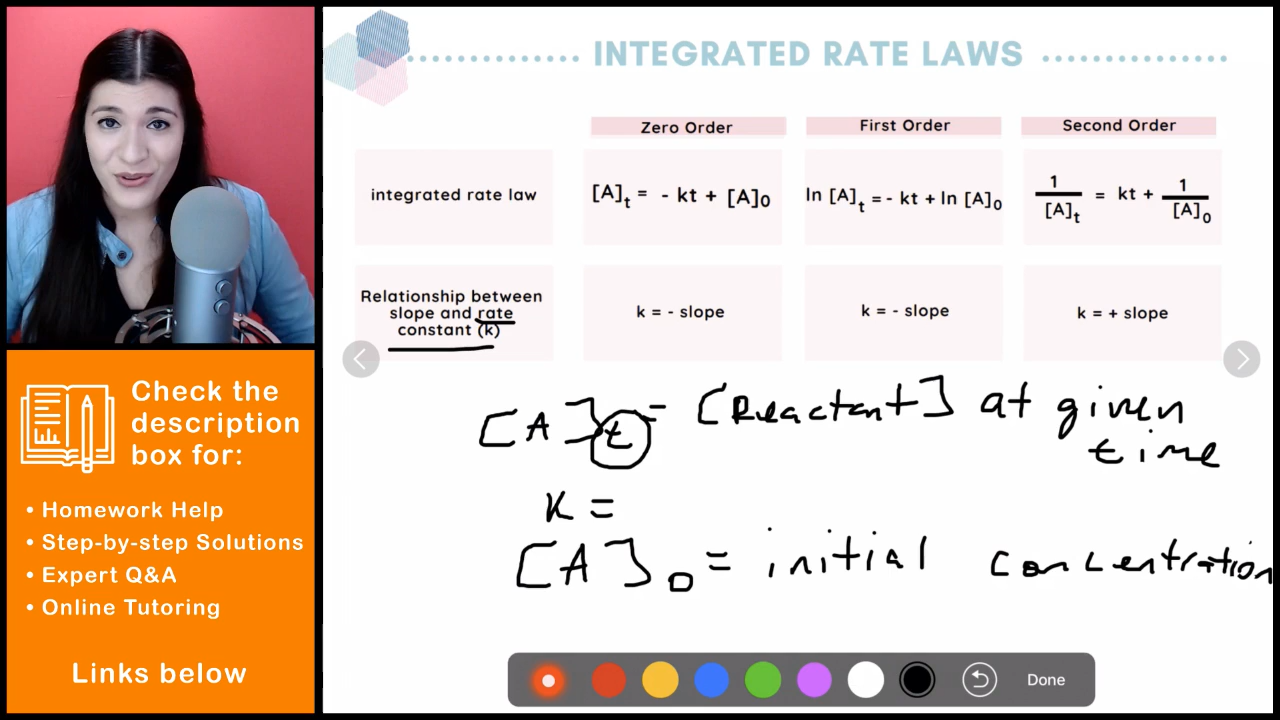 INTEGRATED RATE LAWS
Zero Order
First Order
Second Order
integrated rate law
[A]t = - kt + [A]0
ln [A]t = - kt + ln [A]0
1/[A]t = kt + 1/[A]0
Relationship between
slope and rate
constant (k)
k = - slope
k = - slope
k = + slope
[A]t = [Reactant] at given
time
K =
[A]0 = initial concentration
Done
Check the
description
box for:
• Homework Help
• Step-by-step Solutions
• Expert Q&A
• Online Tutoring
Links below